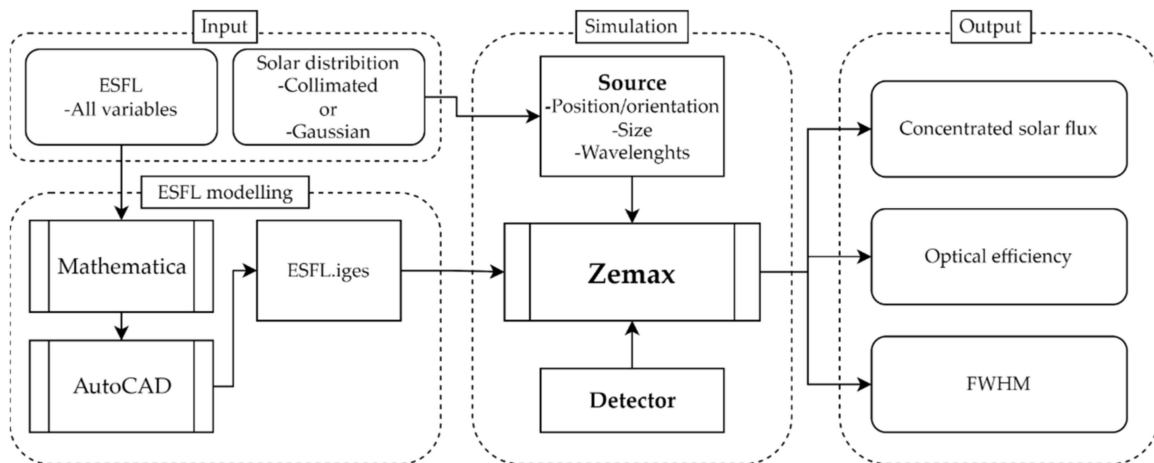 Input
ESFL
-All variables
Solar distribition
-Collimated
or
-Gaussian
ESFL modelling
Mathematica
AutoCAD
ESFL.iges
Simulation
Source
-Position/orientation
-Size
-Wavelenghts
Zemax
Detector
Output
Concentrated solar flux
Optical efficiency
FWHM